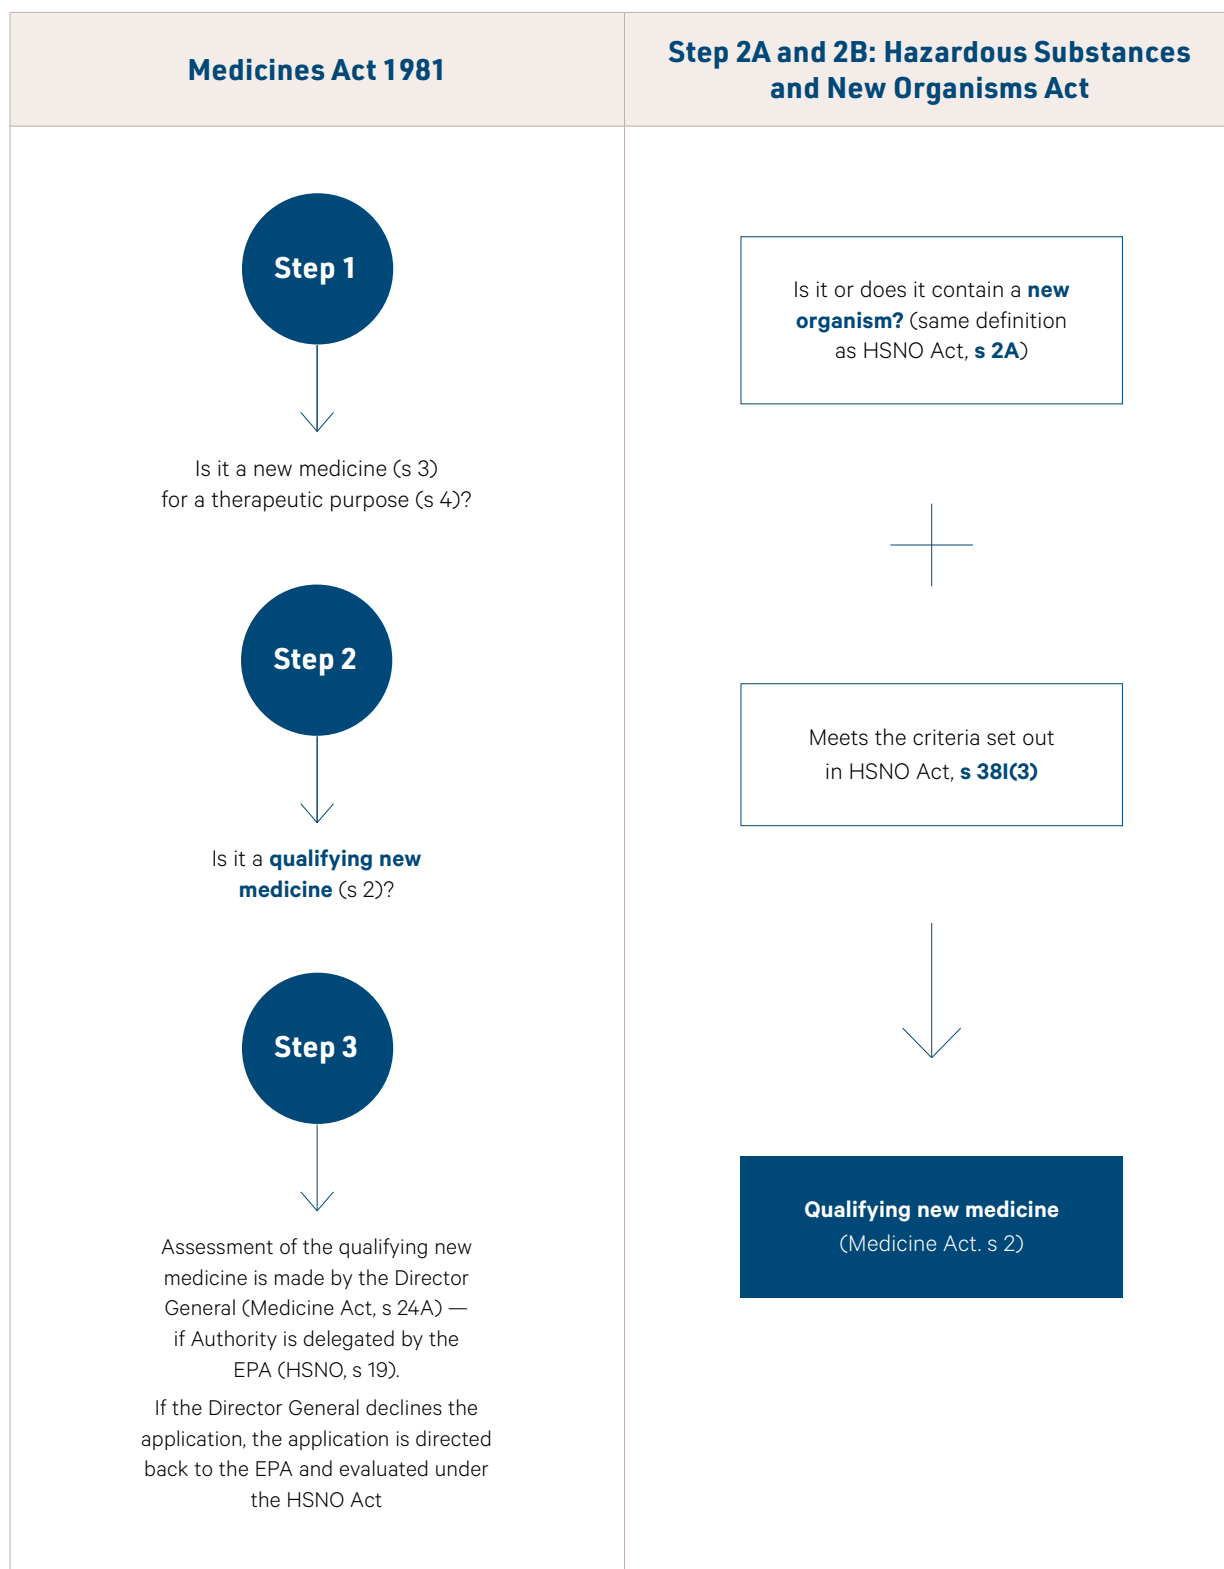 Medicines Act 1981
Step 1
Is it a new medicine (s 3)
for a therapeutic purpose (s 4)?
Step 2
Is it a qualifying new
medicine (s 2)?
Step 3
Assessment of the qualifying new
medicine is made by the Director
General (Medicine Act, s 24A) —
if Authority is delegated by the
EPA (HSNO, s 19).
If the Director General declines the
application, the application is directed
back to the EPA and evaluated under
the HSNO Act
Step 2A and 2B: Hazardous Substances
and New Organisms Act
Is it or does it contain a new
organism? (same definition
as HSNO Act, s 2A)
Meets the criteria set out
in HSNO Act, s 38I(3)
Qualifying new medicine
(Medicine Act. s 2)